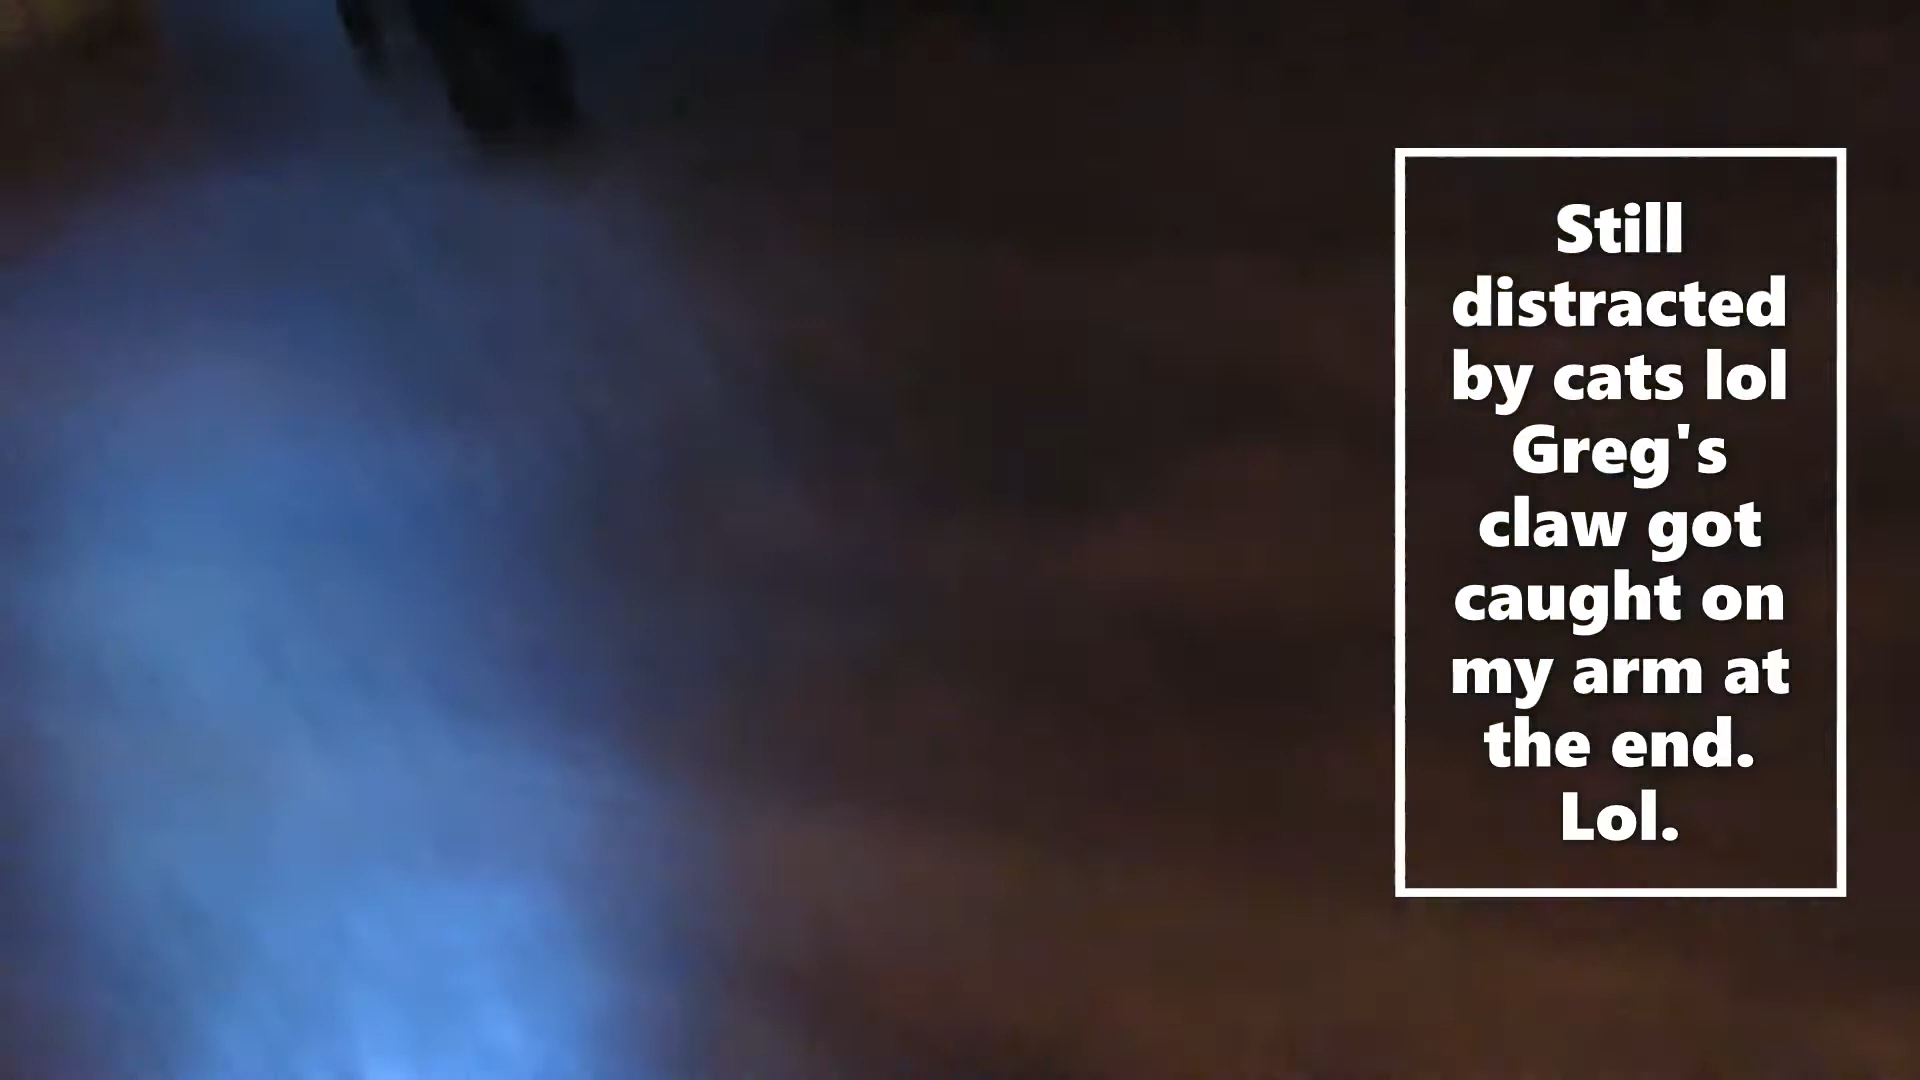 Still
distracted
by cats lol
Greg's
claw got
caught on
my arm at
the end.
Lol.